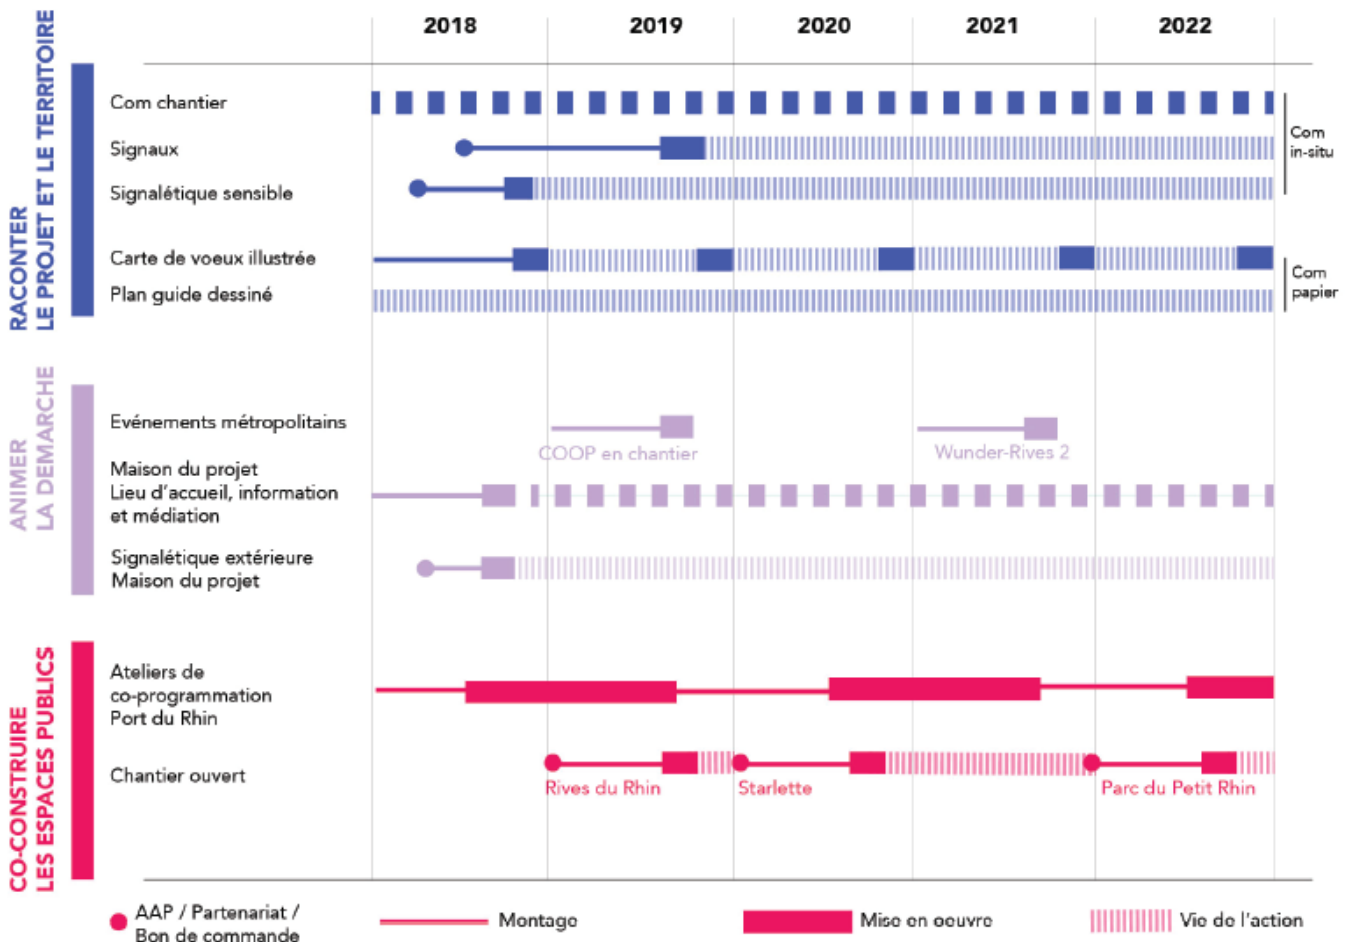 2018 2019 2020 2021 2022
RACONTER
LE PROJET ET LE TERRITOIRE
Com chantier
Signaux
Signalétique sensible
Com
in-situ
Carte de voeux illustrée
Plan guide dessiné
Com
papier
ANIMER
LA DEMARCHE
Evénements métropolitains
COOP en chantier
Wunder-Rives 2
Maison du projet
Lieu d'accueil, information
et médiation
Signalétique extérieure
Maison du projet
CO-CONSTRUIRE
LES ESPACES PUBLICS
Ateliers de
co-programmation
Port du Rhin
Chantier ouvert
Rives du Rhin
Starlette
Parc du Petit Rhin
AAP / Partenariat /
Bon de commande
Montage
Mise en oeuvre
Vie de l'action